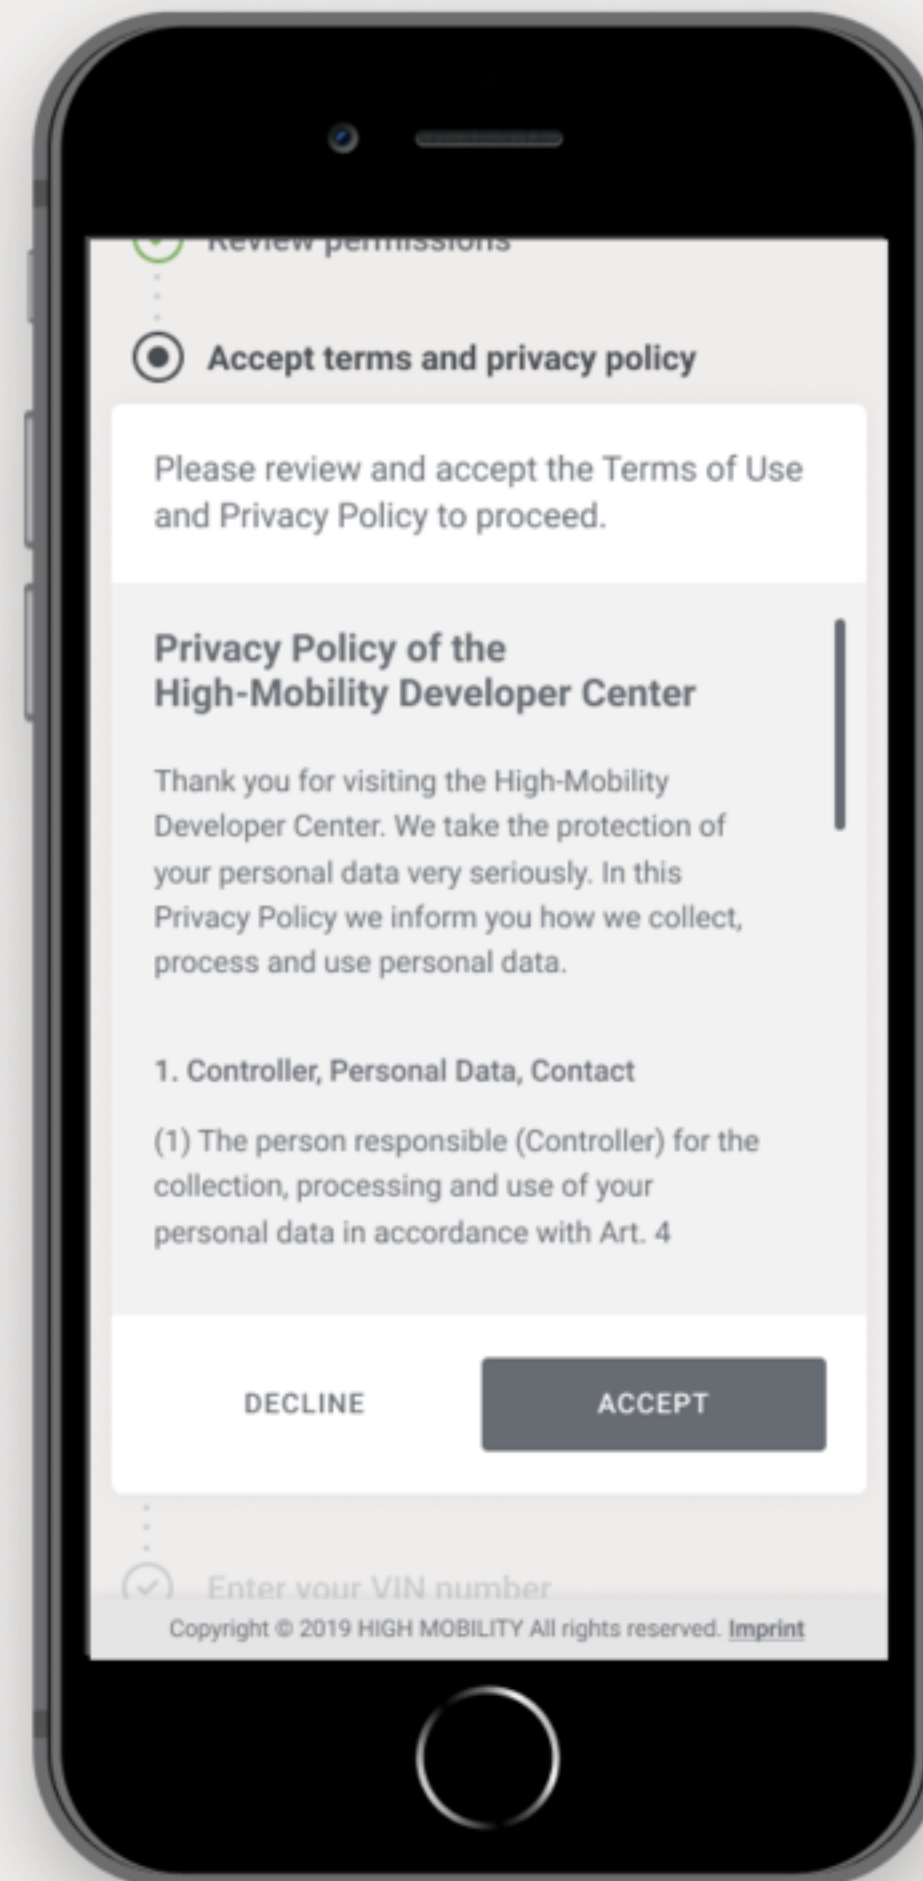 Review permissions
Accept terms and privacy policy
Please review and accept the Terms of Use
and Privacy Policy to proceed.
Privacy Policy of the
High-Mobility Developer Center
Thank you for visiting the High-Mobility
Developer Center. We take the protection of
your personal data very seriously. In this
Privacy Policy we inform you how we collect,
process and use personal data.
1. Controller, Personal Data, Contact
(1) The person responsible (Controller) for the
collection, processing and use of your
personal data in accordance with Art. 4
DECLINE
ACCEPT
Enter your VIN number
Copyright © 2019 HIGH MOBILITY All rights reserved. Imprint